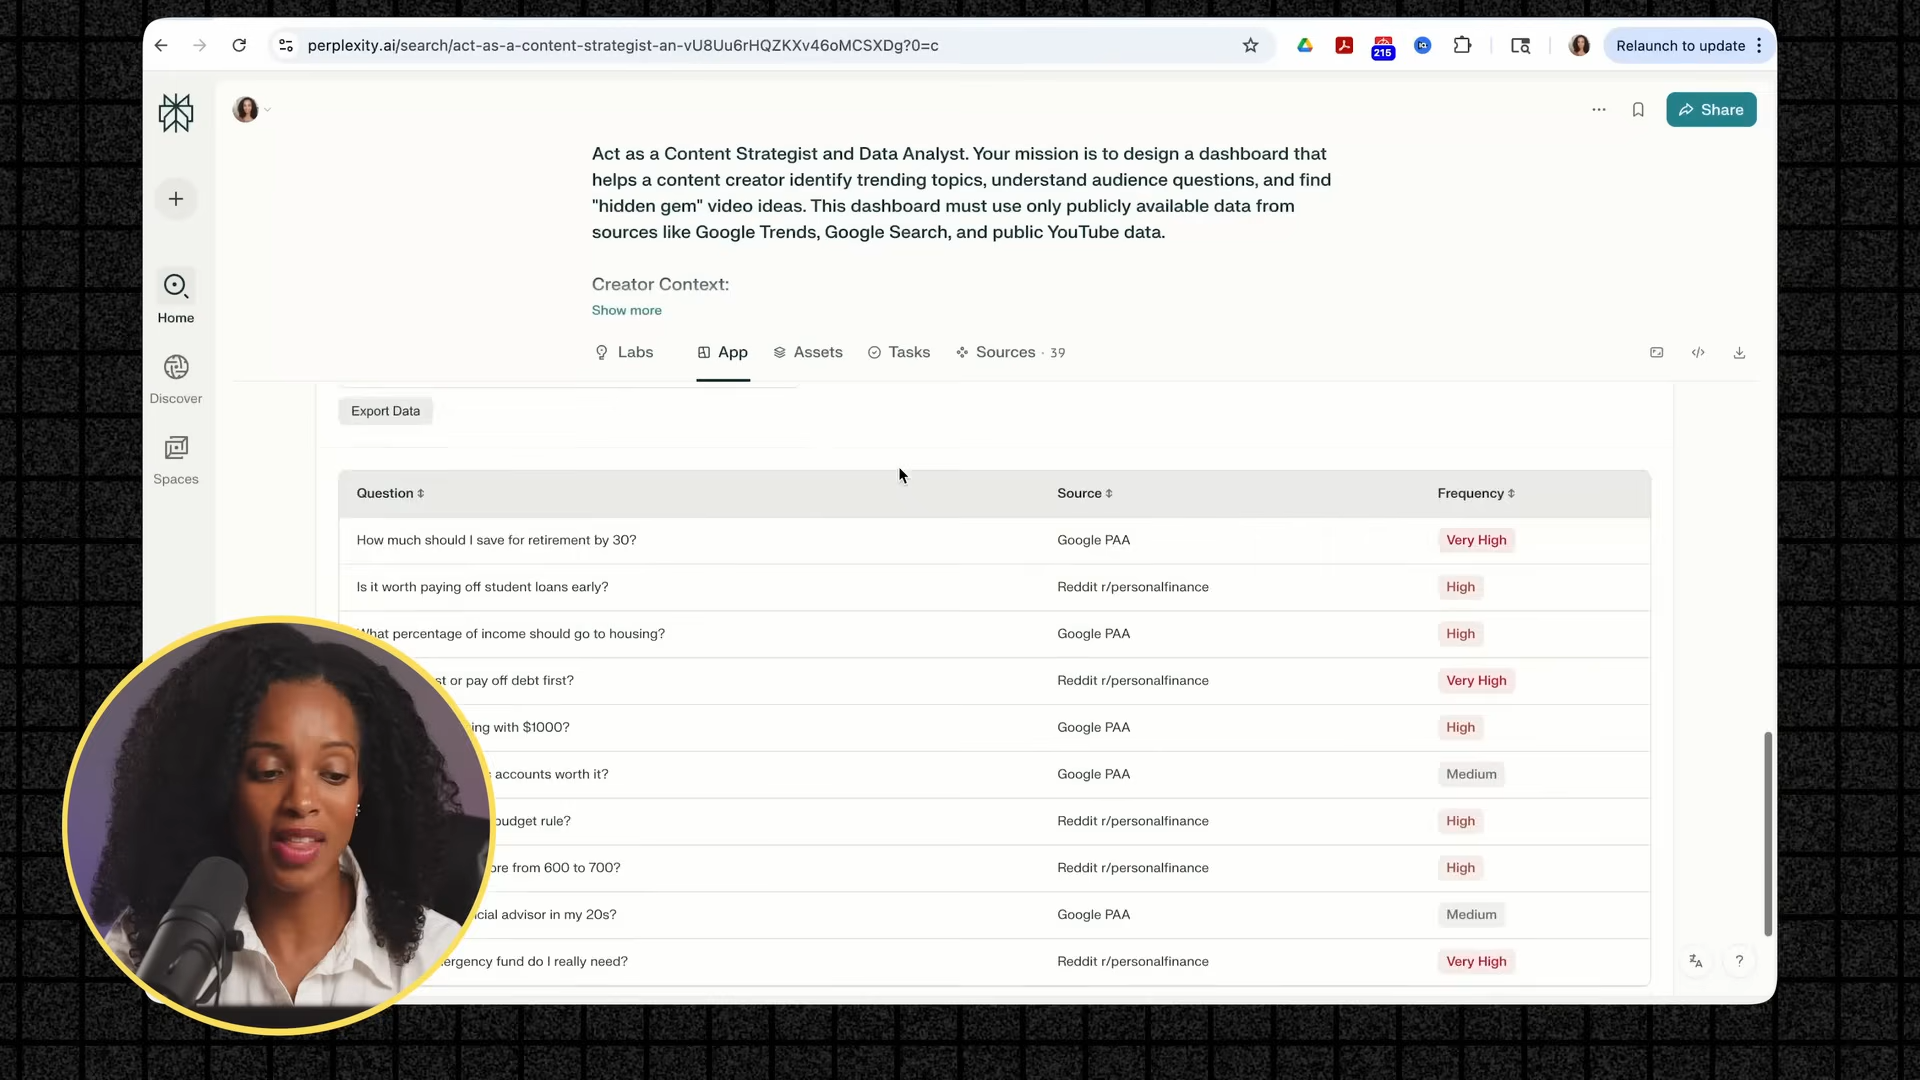 perplexity.ai/search/act-as-a-content-strategist-an-vU8Uu6rHQZKXv46oMCSXDg?0=c
215
Relaunch to update
Share
Act as a Content Strategist and Data Analyst. Your mission is to design a dashboard that
helps a content creator identify trending topics, understand audience questions, and find
"hidden gem" video ideas. This dashboard must use only publicly available data from
sources like Google Trends, Google Search, and public YouTube data.
Creator Context:
Show more
Home
Discover
Spaces
Labs
App
Assets
Tasks
Sources · 39
Export Data
Question Source Frequency
How much should I save for retirement by 30? Google PAA Very High
Is it worth paying off student loans early? Reddit r/personalfinance High
What percentage of income should go to housing? Google PAA High
or pay off debt first? Reddit r/personalfinance Very High
with $1000? Google PAA High
accounts worth it? Google PAA Medium
budget rule? Reddit r/personalfinance High
from 600 to 700? Reddit r/personalfinance High
advisor in my 20s? Google PAA Medium
fund do I really need? Reddit r/personalfinance Very High
?